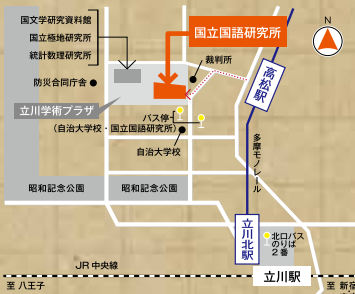 国文学研究資料館
国立極地研究所
統計数理研究所
国立国語研究所
N
裁判所
高松駅
防災合同庁舎
立川学術プラザ
バス停
(自治大学校・国立国語研究所)
自治大学校
多摩モノレール
昭和記念公園
昭和記念公園
立川北駅
北口バス
のりば
2番
JR中央線
立川駅
至 八王子
至 新宿